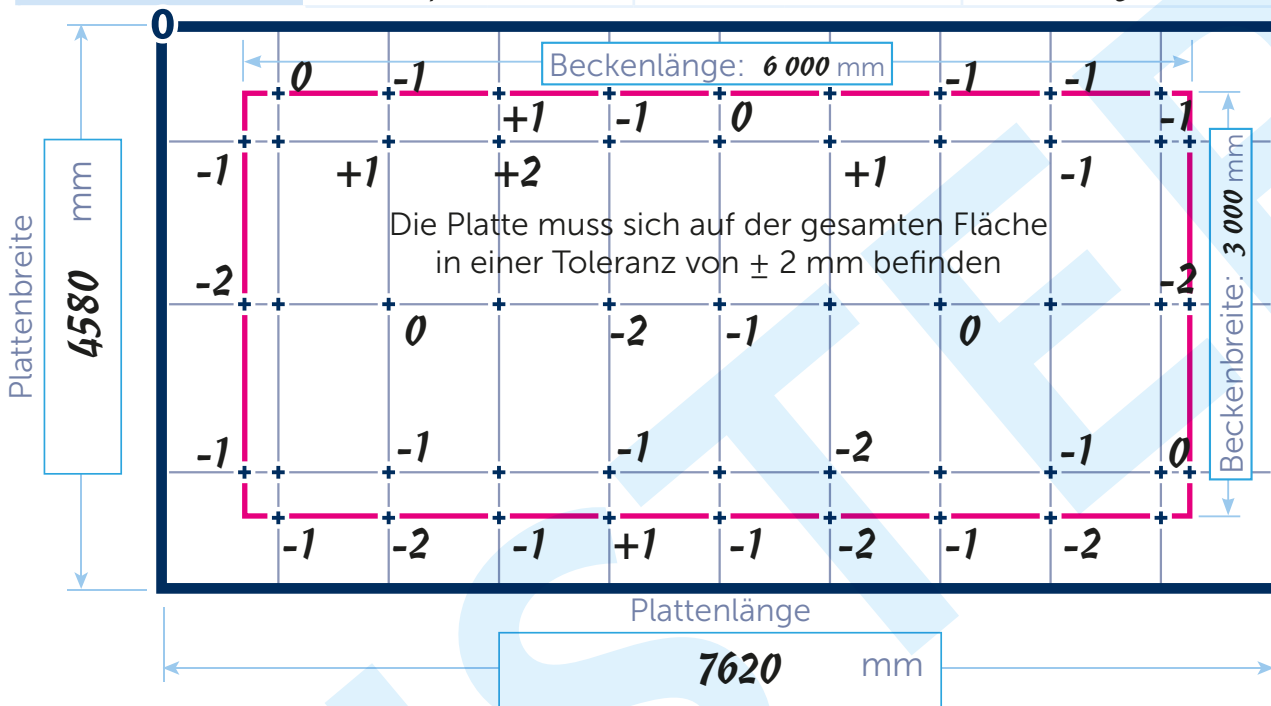 0
Beckenlänge: 6 000 mm
0 -1 -1 -1
+1 -1 0 -1
-1 +1 +2 +1 -1
Plattenbreite
4580 mm
Beckenbreite: 3 000 mm
Die Platte muss sich auf der gesamten Fläche
in einer Toleranz von ± 2 mm befinden
-2 -2
0 -2 -1 0
-1 -1 -1 -2 -1 0
-1 -2 -1 +1 -1 -2 -1 -2
Plattenlänge
7620 mm